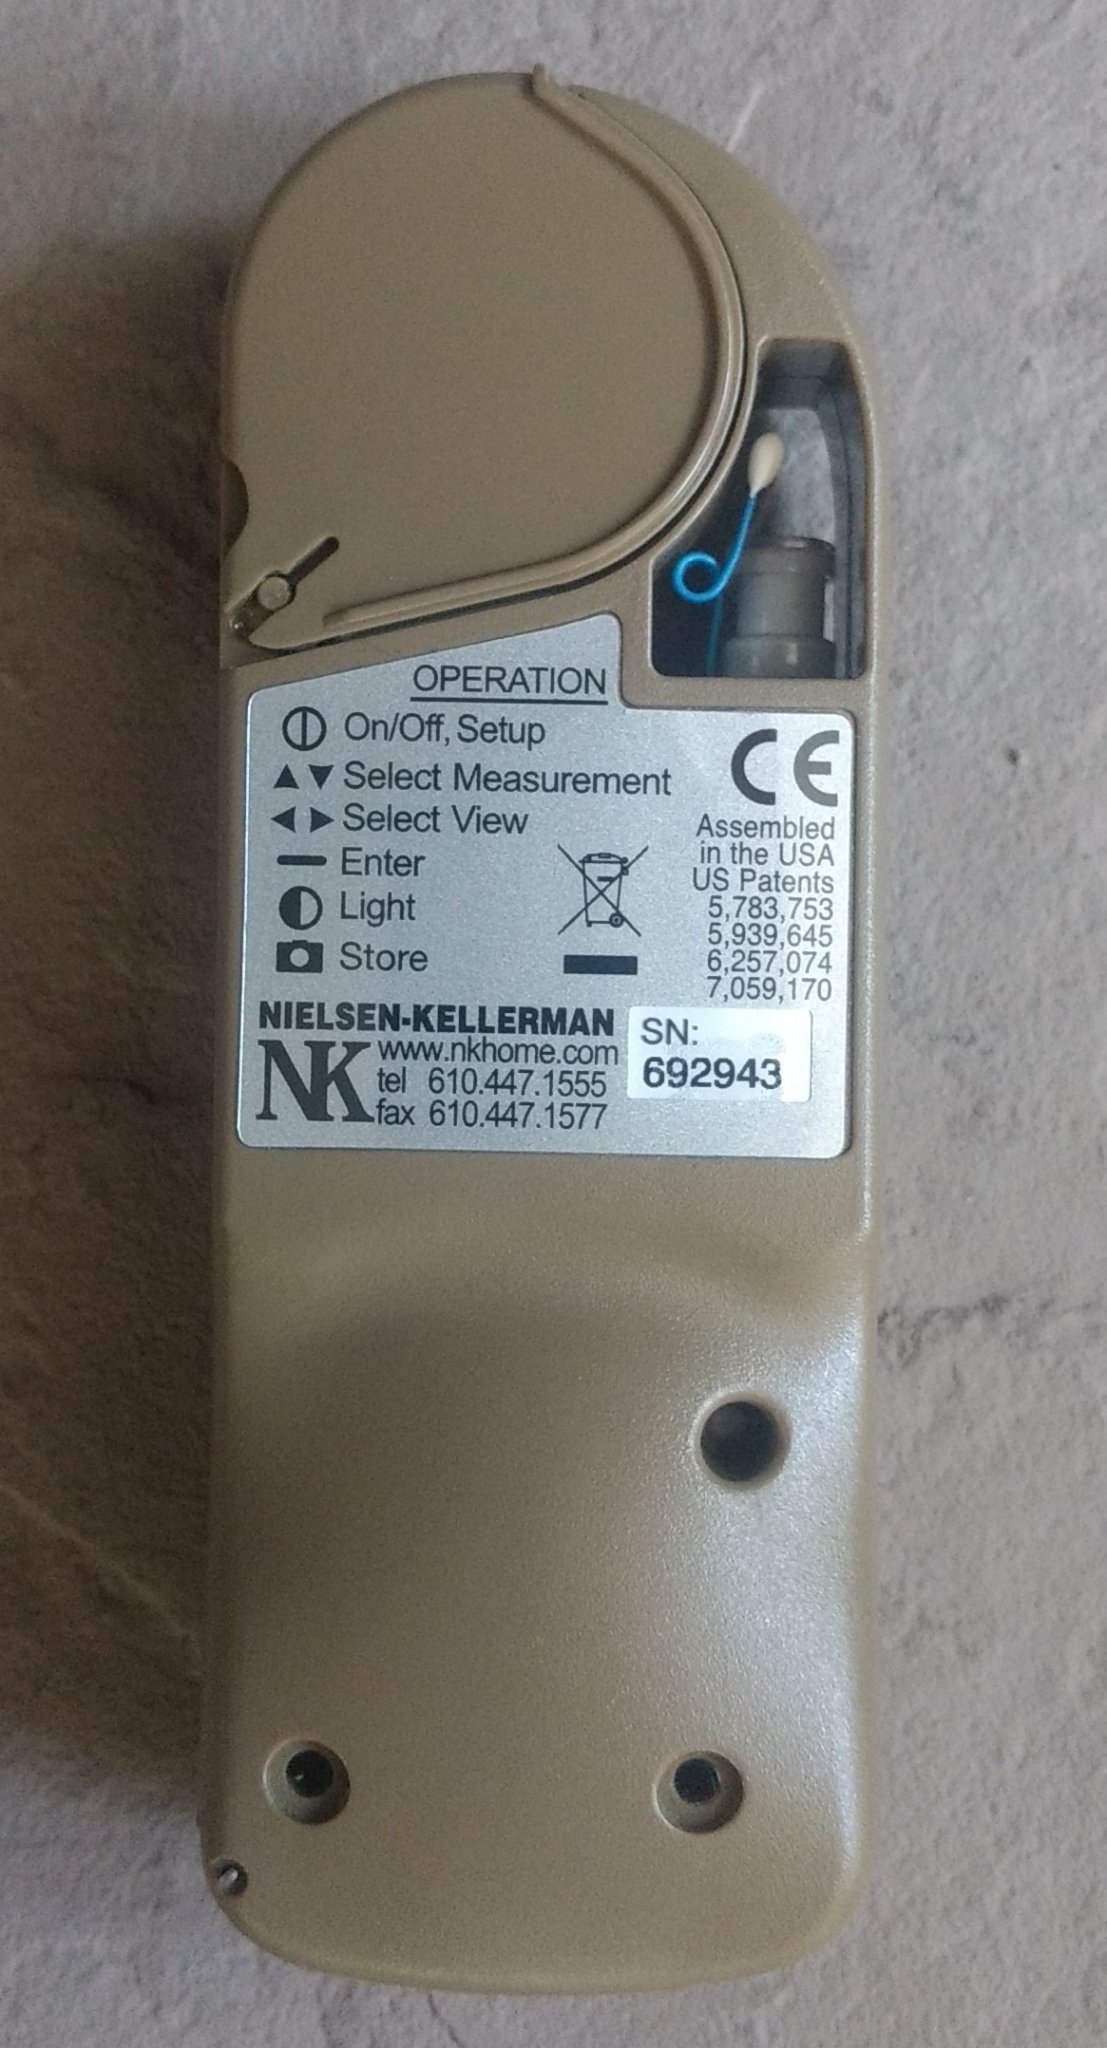 OPERATION
On/Off, Setup
Select Measurement
Select View
Enter
Light
Store
CE
Assembled
in the USA
US Patents
5,783,753
5,939,645
6,257,074
7,059,170
NIELSEN-KELLERMAN
NK
www.nkhome.com
tel 610.447.1555
fax 610.447.1577
SN:
692943